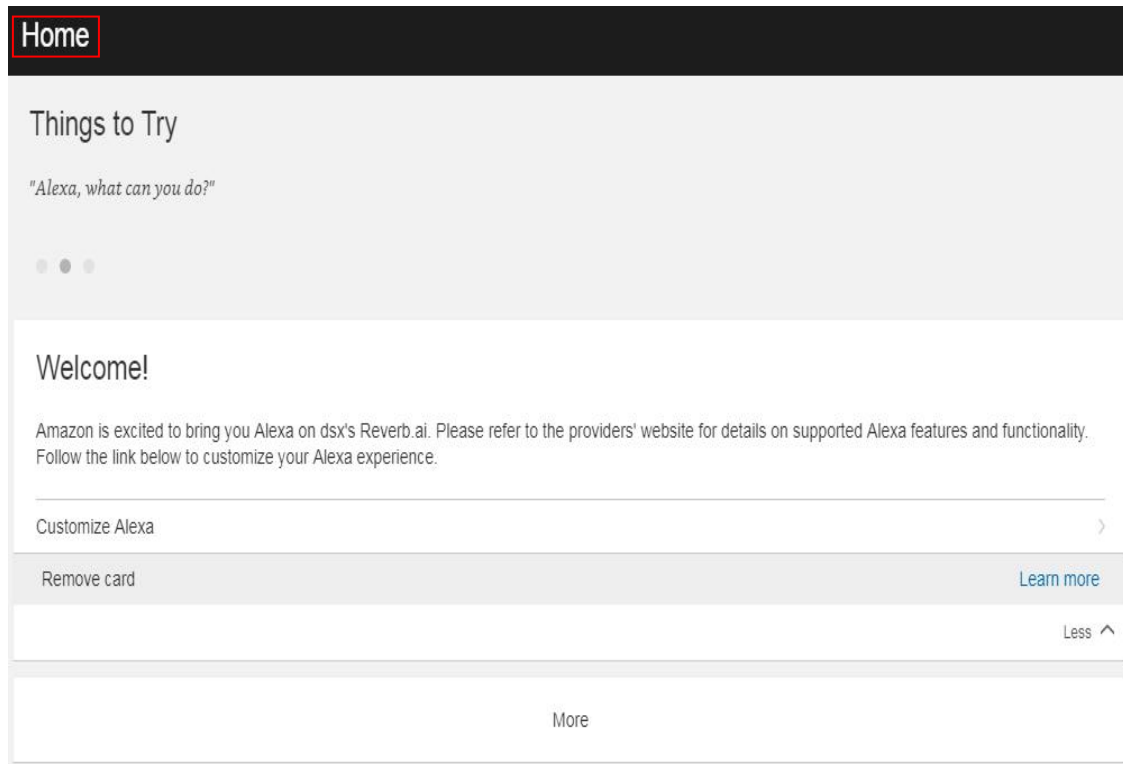 Home
Things to Try
"Alexa, what can you do?"
Welcome!
Amazon is excited to bring you Alexa on dsx's Reverb.ai. Please refer to the providers' website for details on supported Alexa features and functionality.
Follow the link below to customize your Alexa experience.
Customize Alexa
Remove card
Learn more
Less
More